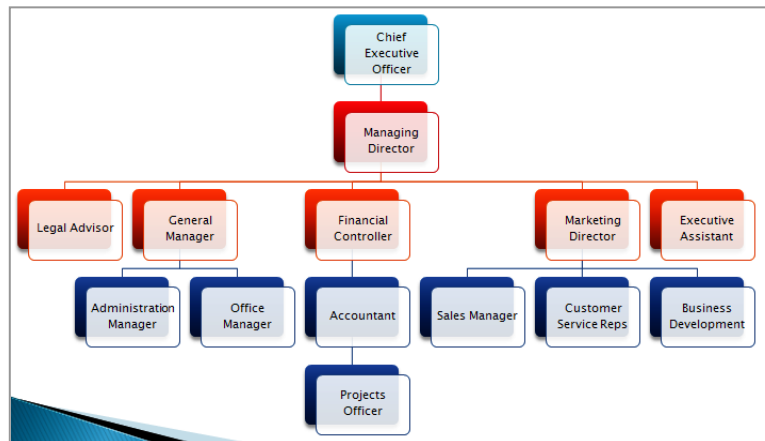 Chief
Executive
Officer
Managing
Director
Legal Advisor
General
Manager
Financial
Controller
Marketing
Director
Executive
Assistant
Administration
Manager
Office
Manager
Accountant
Sales Manager
Customer
Service Reps
Business
Development
Projects
Officer